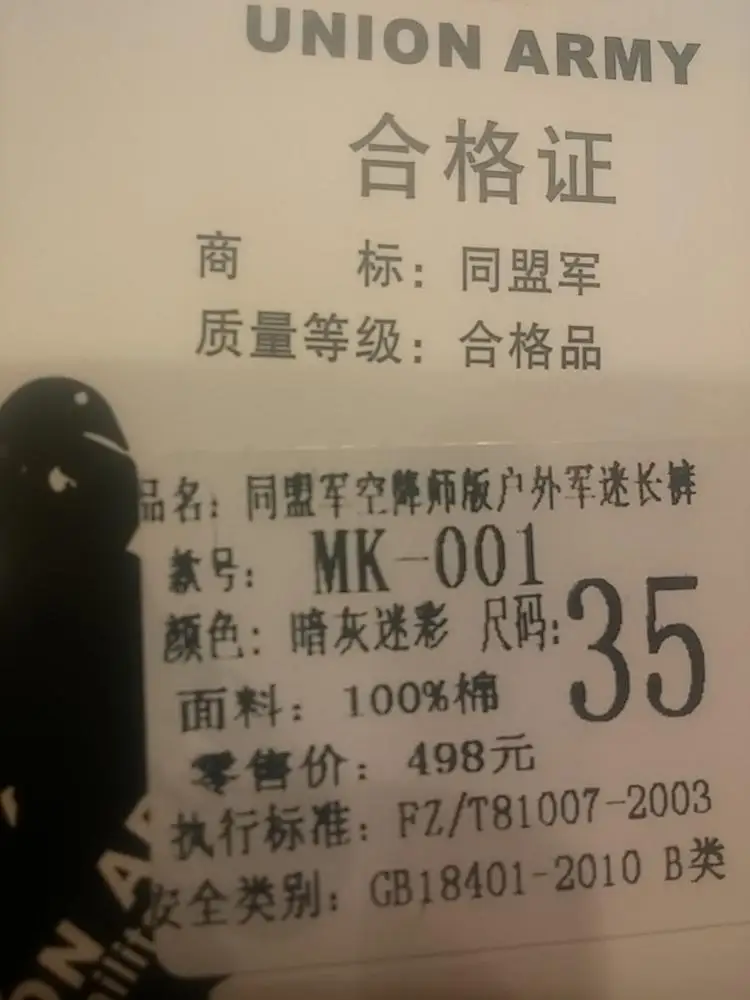 UNION ARMY
合格证
商 标：同盟军
质量等级：合格品
品名：同盟军空降师版户外军迷长裤
款号：MK-001
颜色：暗灰迷彩 尺码：35
面料：100%棉
零售价：498元
执行标准：FZ/T81007-2003
安全类别：GB18401-2010 B类